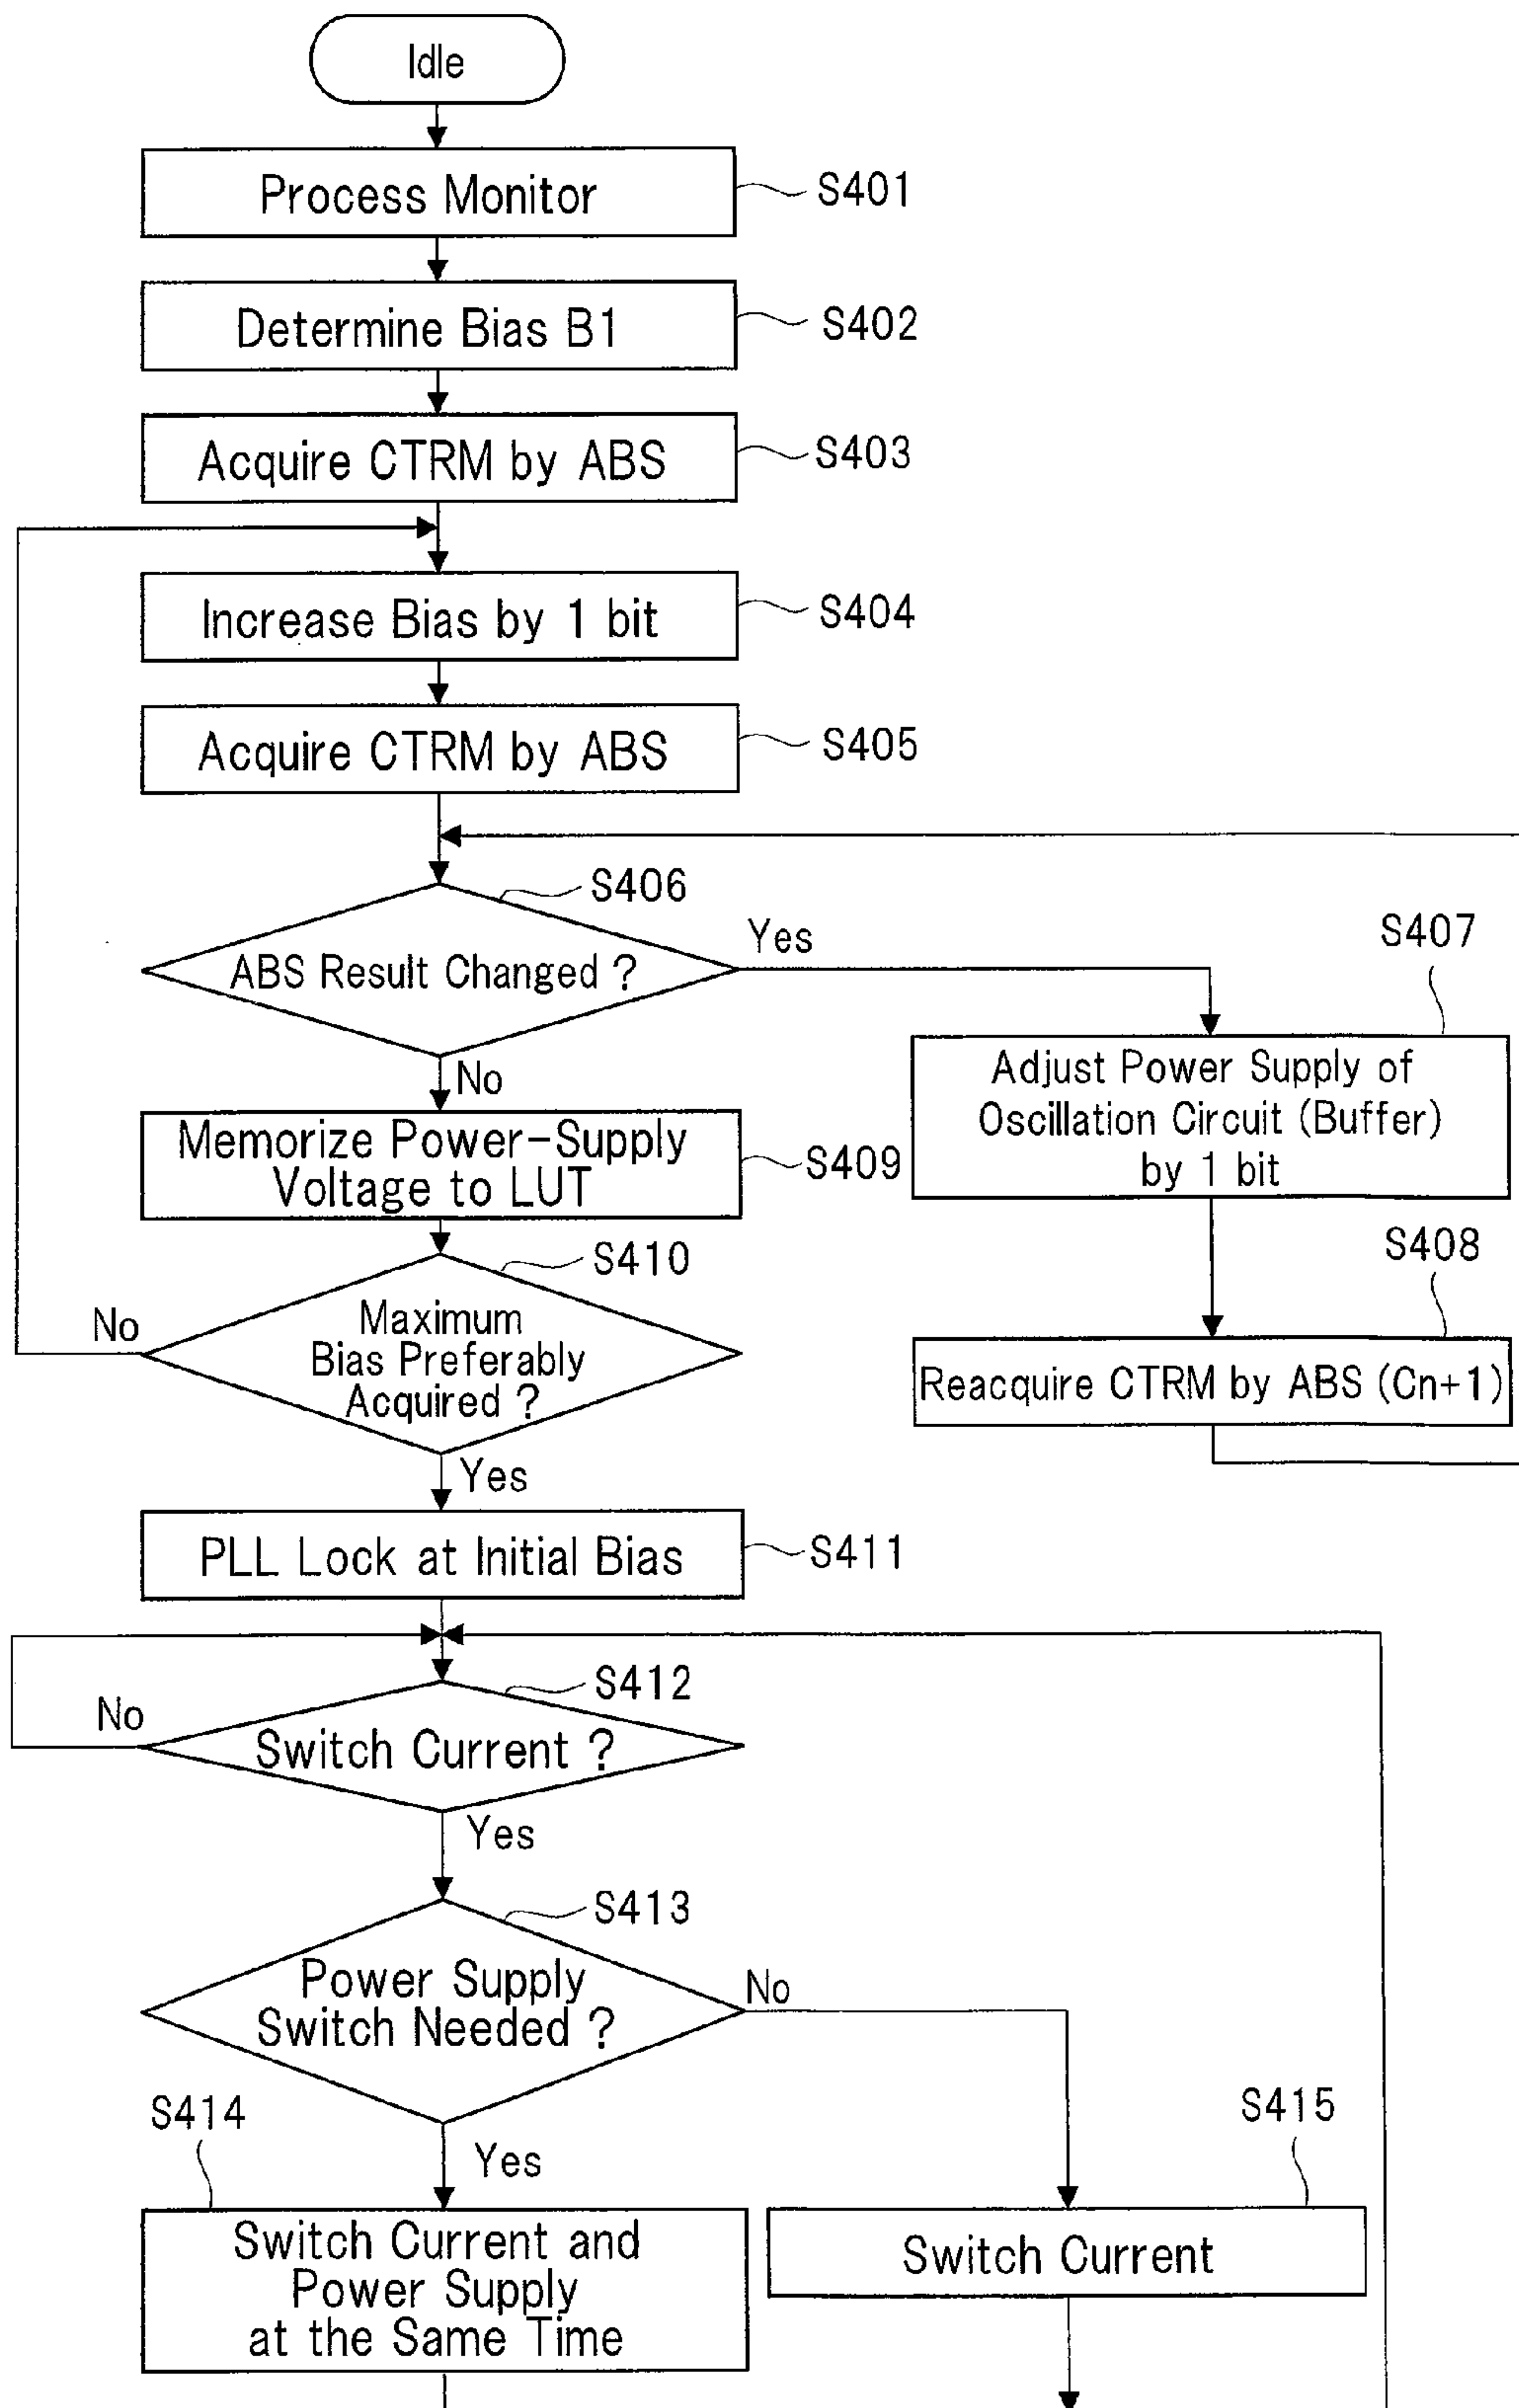 Idle
Process Monitor
S401
Determine Bias B1
S402
Acquire CTRM by ABS
S403
Increase Bias by 1 bit
S404
Acquire CTRM by ABS
S405
S406
ABS Result Changed ?
Yes
No
S407
Adjust Power Supply of
Oscillation Circuit (Buffer)
by 1 bit
S408
Reacquire CTRM by ABS (Cn+1)
Memorize Power-Supply
Voltage to LUT
S409
S410
Maximum
Bias Preferably
Acquired ?
No
Yes
PLL Lock at Initial Bias
S411
S412
Switch Current ?
No
Yes
S413
Power Supply
Switch Needed ?
No
Yes
S414
Switch Current and
Power Supply
at the Same Time
S415
Switch Current